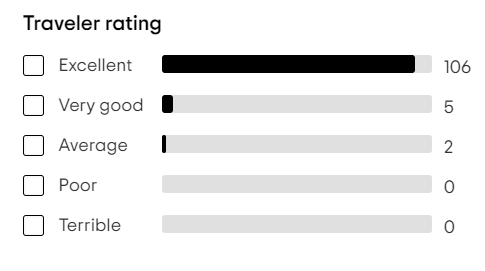 Traveler rating
Excellent 106
Very good 5
Average 2
Poor 0
Terrible 0